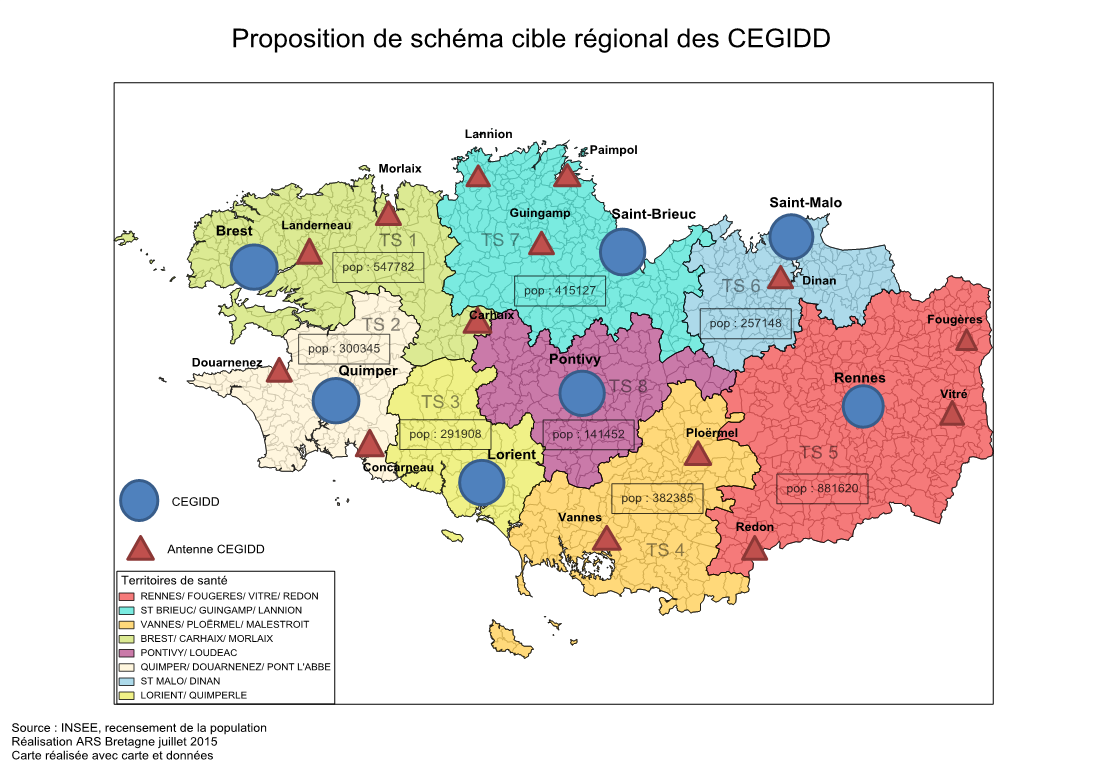 Proposition de schéma cible régional des CEGIDD
Lannion
Paimpol
Morlaix
Saint-Malo
Guingamp
Saint-Brieuc
Landerneau
Brest
TS 1
TS 7
pop : 547782
Dinan
TS 6
pop : 415127
Carhaix
Fougères
TS 2
pop : 257148
pop : 300345
Pontivy
Douarnenez
Quimper
Rennes
TS 8
Vitré
TS 3
pop : 291908
pop : 141452
Ploërmel
Lorient
TS 5
Concarneau
pop : 881620
pop : 382385
CEGIDD
Vannes
Redon
Antenne CEGIDD
TS 4
Territoires de santé
RENNES/ FOUGERES/ VITRE/ REDON
ST BRIEUC/ GUINGAMP/ LANNION
VANNES/ PLOËRMEL/ MALESTROIT
BREST/ CARHAIX/ MORLAIX
PONTIVY/ LOUDEAC
QUIMPER/ DOUARNENEZ/ PONT L'ABBE
ST MALO/ DINAN
LORIENT/ QUIMPERLE
Source : INSEE, recensement de la population
Réalisation ARS Bretagne juillet 2015
Carte réalisée avec carte et données